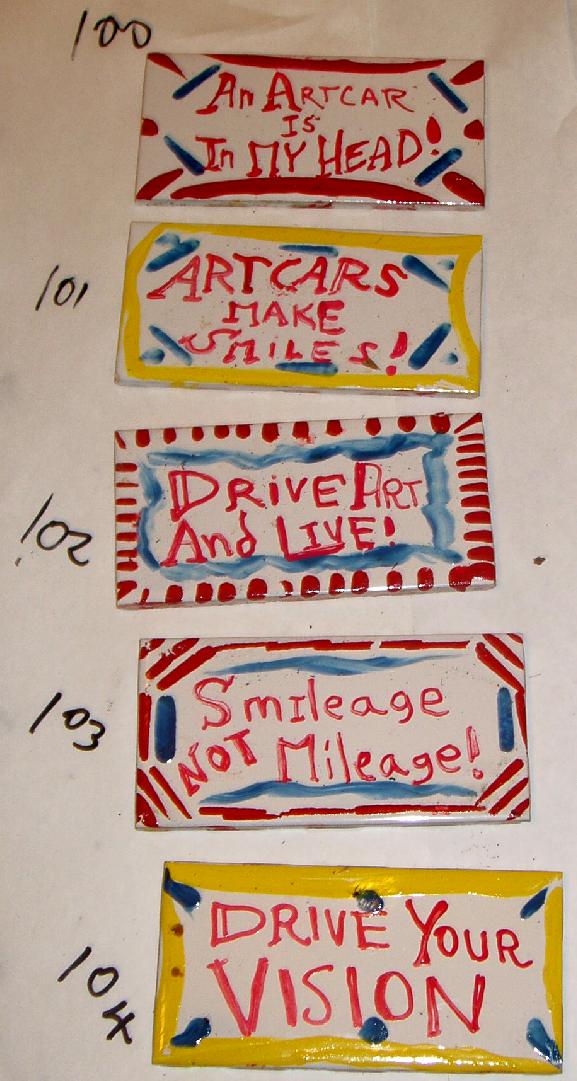 100
An ARTCAR
IS
In MY HEAD!
101
ARTCARS
MAKE
SMILES!
102
DRIVE ART
And LIVE!
103
Smileage
NOT Mileage!
104
DRIVE YOUR
VISION